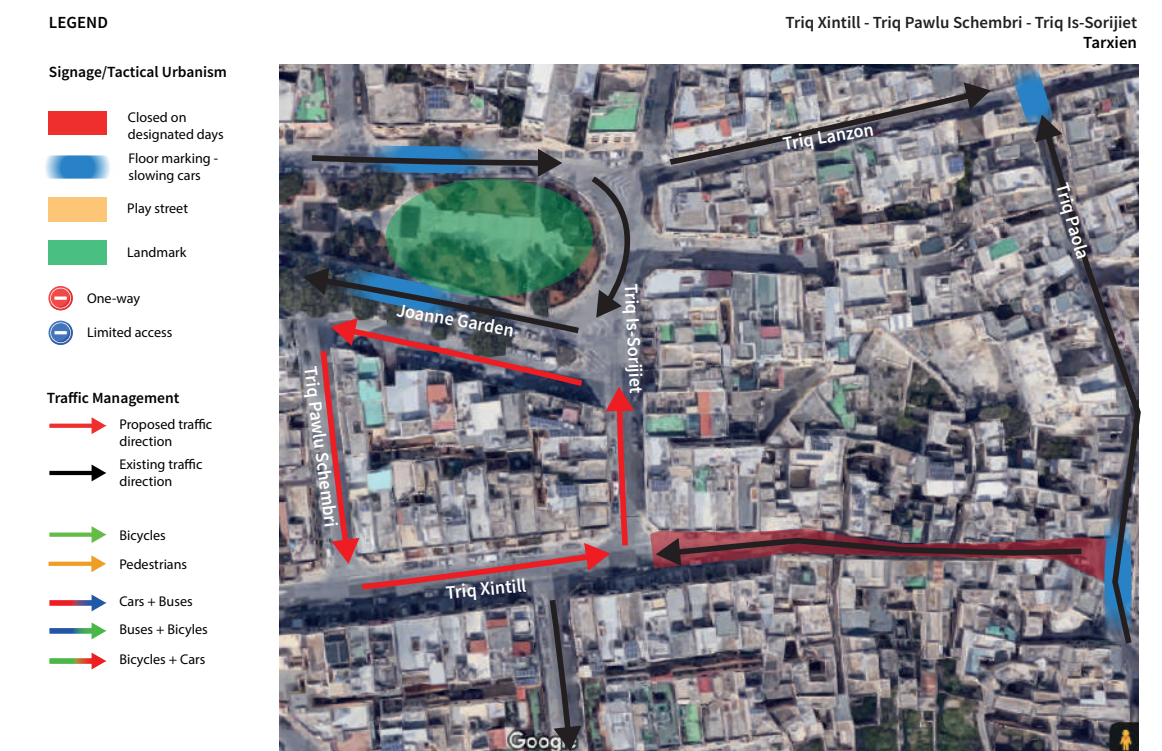 LEGEND
Triq Xintill - Triq Pawlu Schembri - Triq Is-Sorijiet
Tarxien
Signage/Tactical Urbanism
Closed on
designated days
Floor marking -
slowing cars
Play street
Landmark
One-way
Limited access
Traffic Management
Proposed traffic
direction
Existing traffic
direction
Bicycles
Pedestrians
Cars + Buses
Buses + Bicyles
Bicycles + Cars
Triq Lanzon
Triq Paola
Joanne Garden
Triq Is-Sorijiet
Triq Pawlu Schembri
Triq Xintill
Google